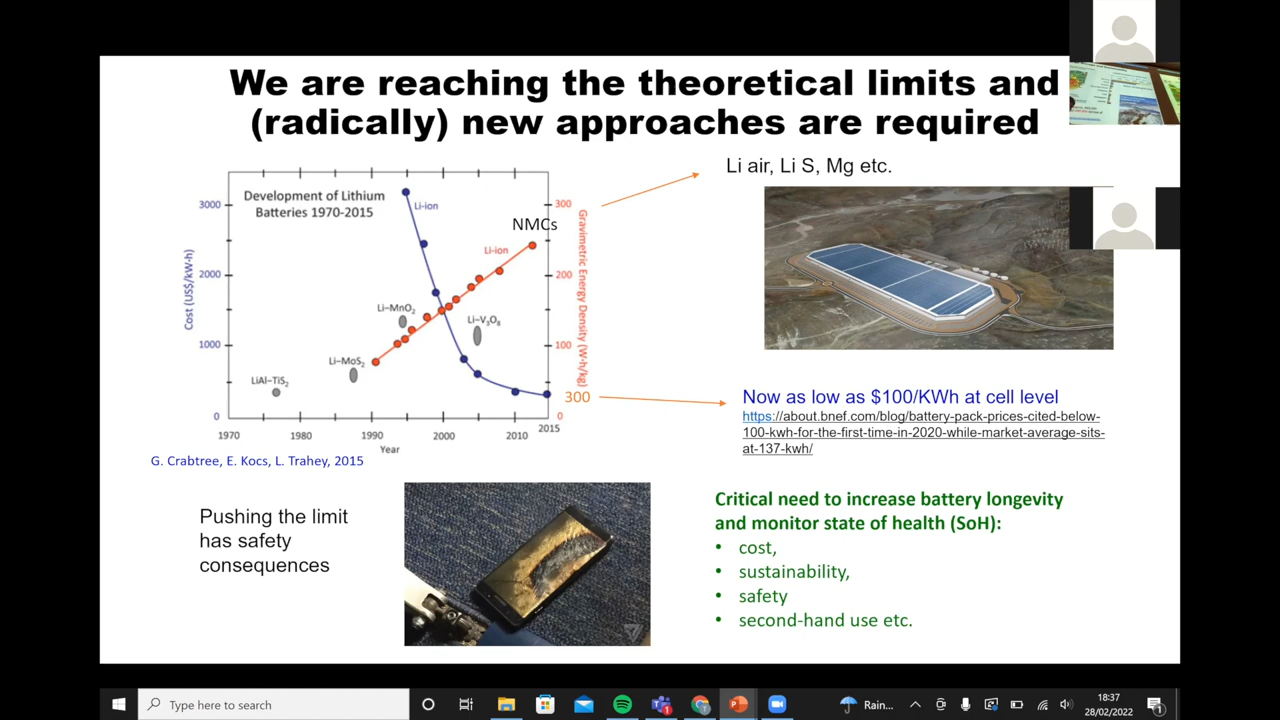 We are reaching the theoretical limits and
(radically) new approaches are required
Development of Lithium
Batteries 1970-2015
3000
2000
1000
0
Cost (US$/kW·h)
Li-ion
Li-ion
NMCs
Li–MnO₂
Li–V₃O₈
Li–MoS₂
LiAl–TiS₂
300
200
100
0
300
Gravimetric Energy Density (W·h/kg)
1970
1980
1990
2000
2010
2015
Year
G. Crabtree, E. Kocs, L. Trahey, 2015
Li air, Li S, Mg etc.
Now as low as $100/KWh at cell level
https://about.bnef.com/blog/battery-pack-prices-cited-below-
100-kwh-for-the-first-time-in-2020-while-market-average-sits-
at-137-kwh/
Pushing the limit
has safety
consequences
Critical need to increase battery longevity
and monitor state of health (SoH):
• cost,
• sustainability,
• safety
• second-hand use etc.
Type here to search
Rain...
18:37
28/02/2022